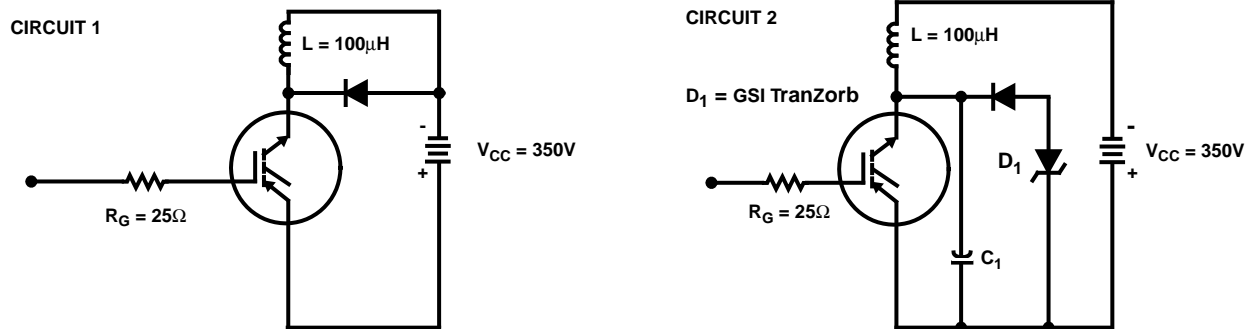 CIRCUIT 1
L = 100μH
-
+
V_CC = 350V
R_G = 25Ω
CIRCUIT 2
L = 100μH
D_1 = GSI TranZorb
D_1
-
+
V_CC = 350V
R_G = 25Ω
C_1